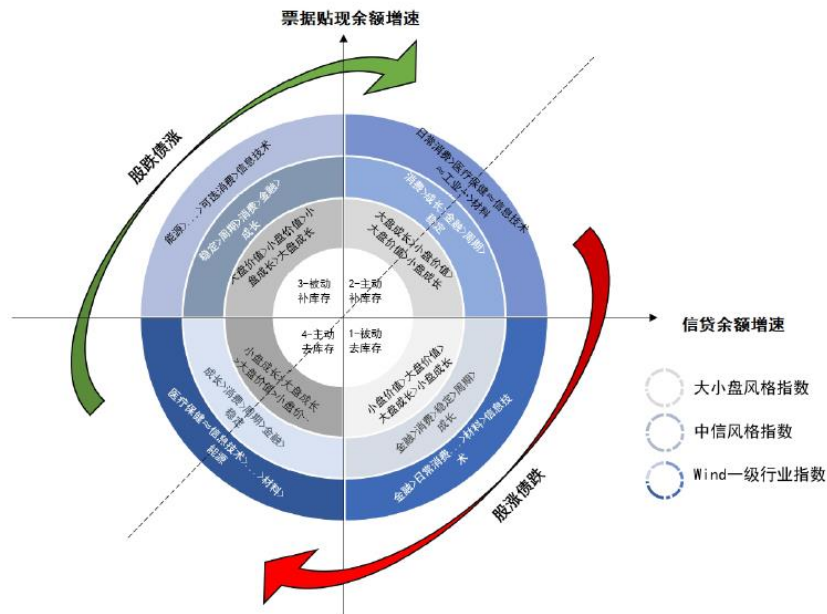 票据贴现余额增速
股跌债涨
能源>...>可选消费>信息技术
稳定>周期>消费>金融>
成长
大盘价值>小盘价值>小
盘成长>大盘成长
3-被动
补库存
日常消费>医疗保健≈信息技术
≈工业>>材料
消费>成长>金融>周期>
稳定
大盘成长>小盘价值>
大盘价值>小盘成长
2-主动
补库存
信贷余额增速
4-主动
去库存
小盘成长>大盘成长
>大盘价值>小盘价..
成长>消费>周期>金融>
稳定
医疗保健≈信息技术>...>材料>
能源
1-被动
去库存
小盘价值>大盘价值>
大盘成长>小盘成长
金融>消费>稳定>周期>
成长
金融>日常消费...>材料>信息技
术
股涨债跌
大小盘风格指数
中信风格指数
Wind一级行业指数